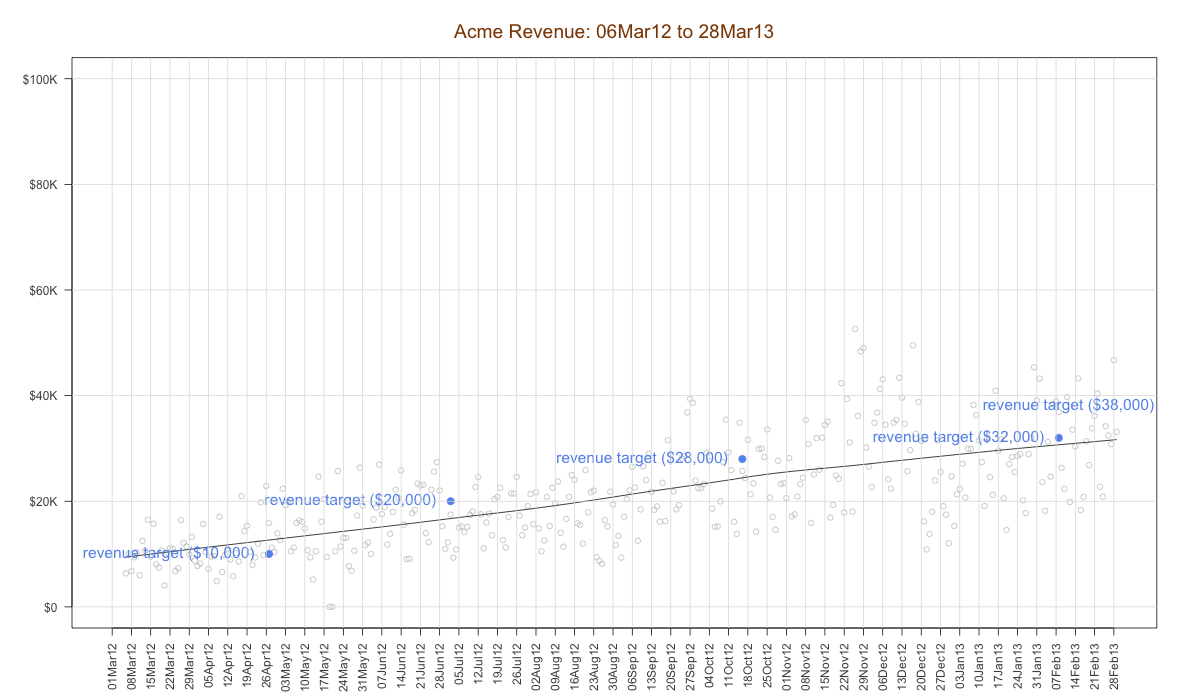 Acme Revenue: 06Mar12 to 28Mar13
$100K
$80K
$60K
$40K
revenue target ($38,000)
revenue target ($32,000)
revenue target ($28,000)
$20K
revenue target ($20,000)
revenue target ($10,000)
$0
01Mar12
08Mar12
15Mar12
22Mar12
29Mar12
05Apr12
12Apr12
19Apr12
26Apr12
03May12
10May12
17May12
24May12
31May12
07Jun12
14Jun12
21Jun12
28Jun12
05Jul12
12Jul12
19Jul12
26Jul12
02Aug12
09Aug12
16Aug12
23Aug12
30Aug12
06Sep12
13Sep12
20Sep12
27Sep12
04Oct12
11Oct12
18Oct12
25Oct12
01Nov12
08Nov12
15Nov12
22Nov12
29Nov12
06Dec12
13Dec12
20Dec12
27Dec12
03Jan13
10Jan13
17Jan13
24Jan13
31Jan13
07Feb13
14Feb13
21Feb13
28Feb13